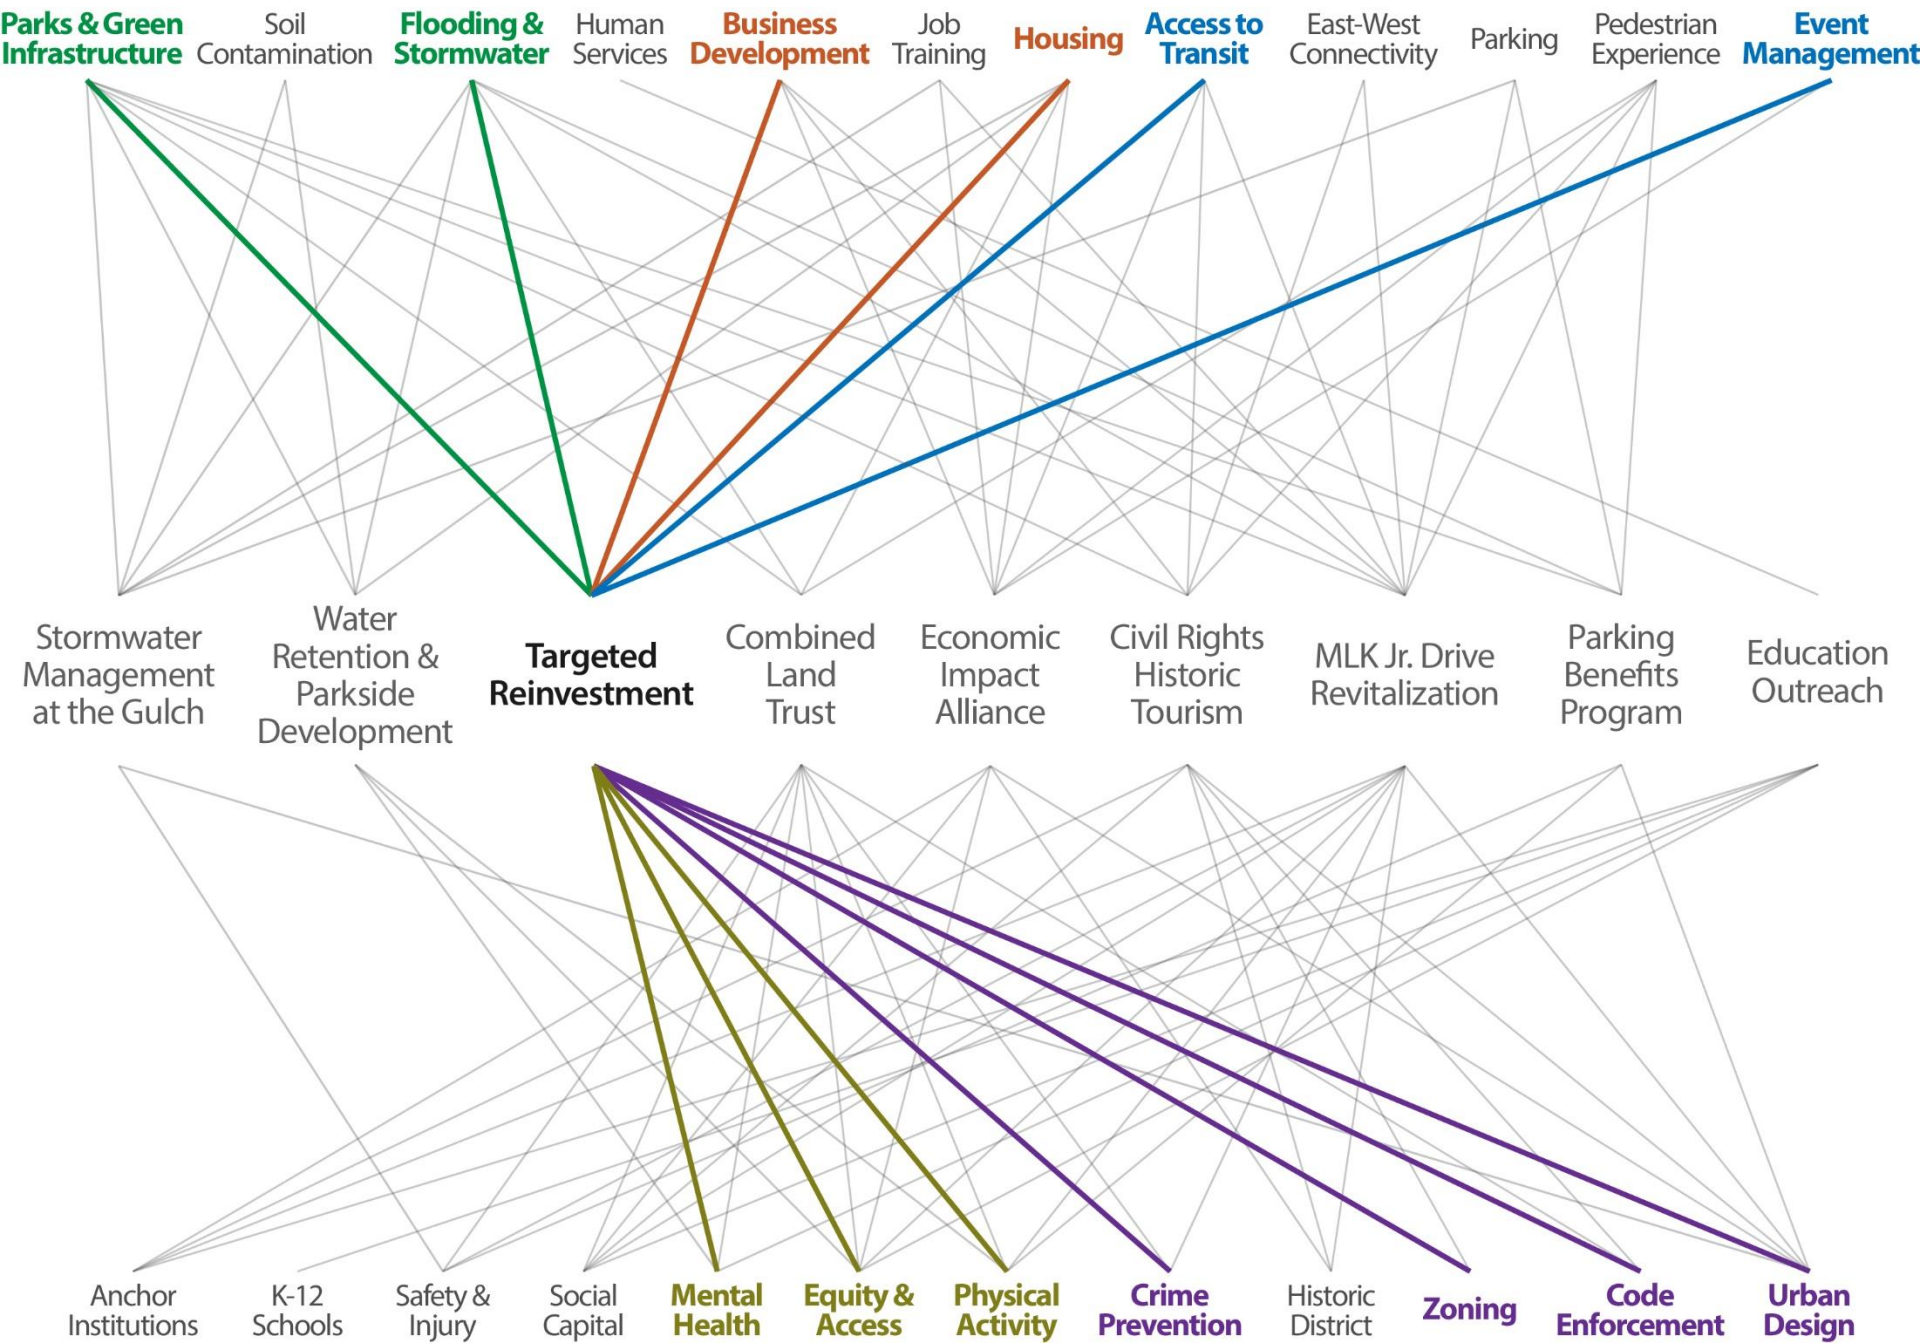 Parks & Green
Infrastructure
Soil
Contamination
Flooding &
Stormwater
Human
Services
Business
Development
Job
Training
Housing
Access to
Transit
East-West
Connectivity
Parking
Pedestrian
Experience
Event
Management
Stormwater
Management
at the Gulch
Water
Retention &
Parkside
Development
Targeted
Reinvestment
Combined
Land
Trust
Economic
Impact
Alliance
Civil Rights
Historic
Tourism
MLK Jr. Drive
Revitalization
Parking
Benefits
Program
Education
Outreach
Anchor
Institutions
K-12
Schools
Safety &
Injury
Social
Capital
Mental
Health
Equity &
Access
Physical
Activity
Crime
Prevention
Historic
District
Zoning
Code
Enforcement
Urban
Design